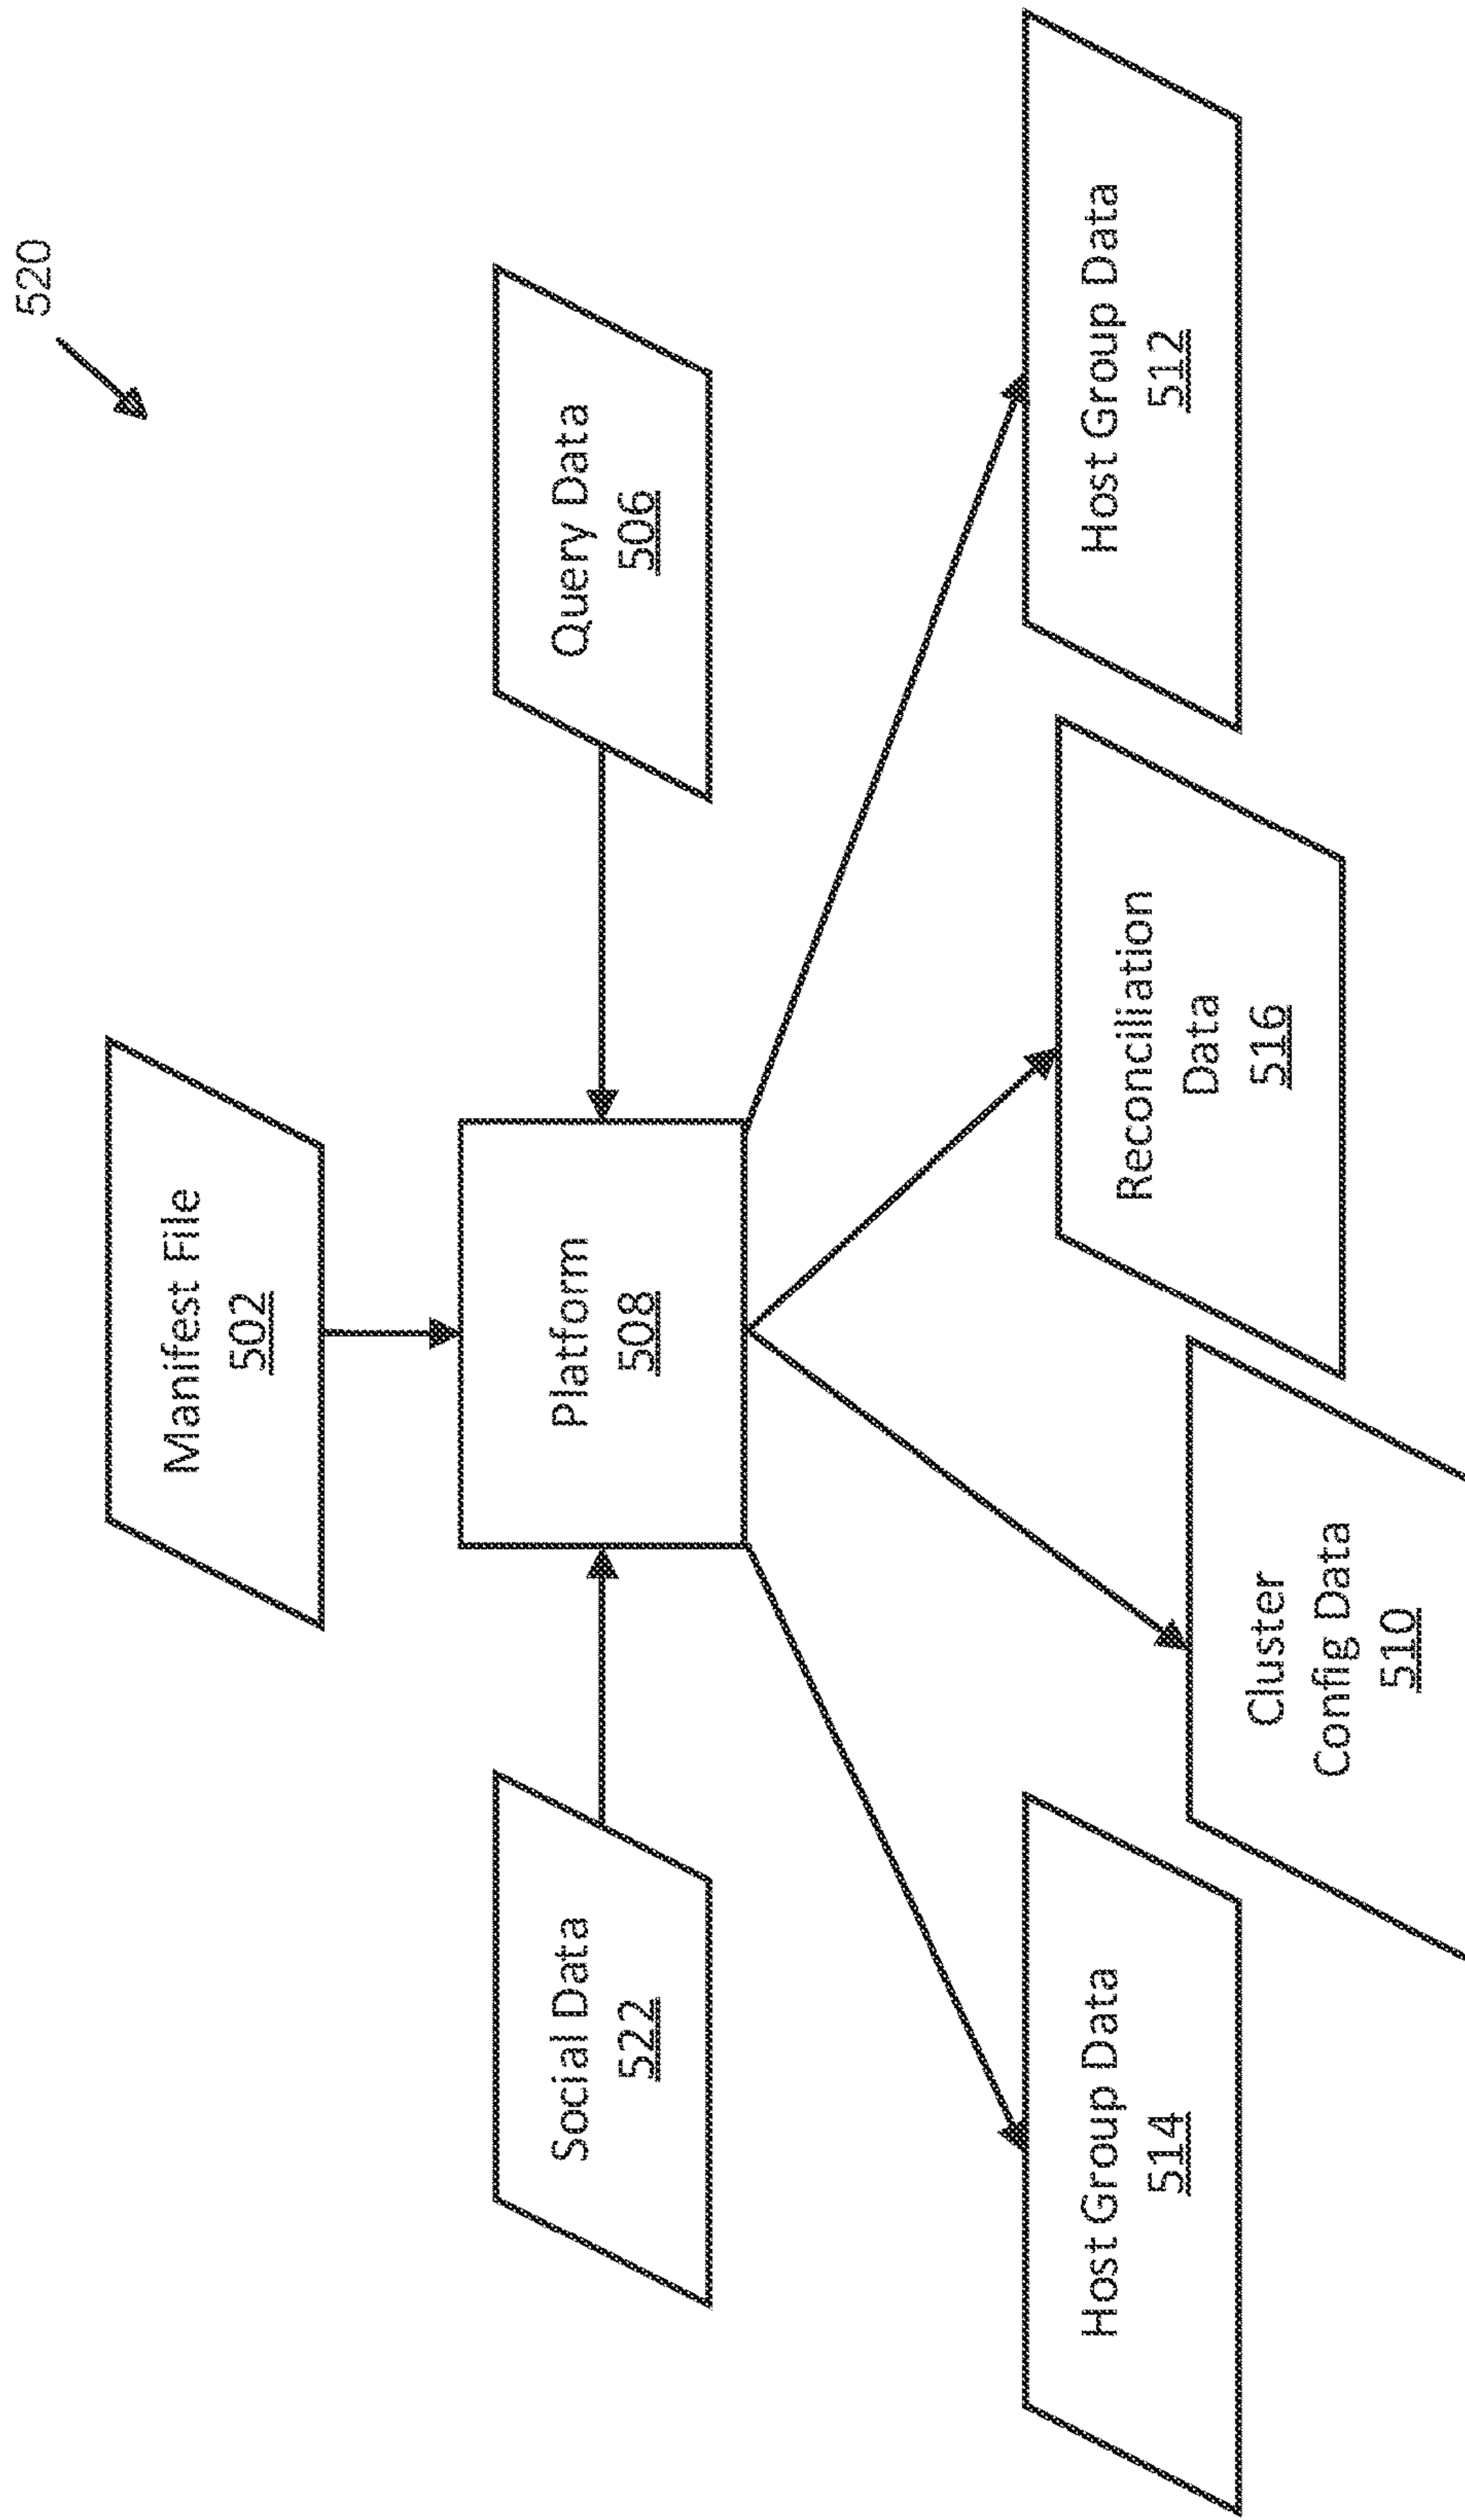 520
Manifest File
502
Social Data
522
Platform
508
Query Data
506
Host Group Data
514
Cluster
Config Data
510
Reconciliation
Data
516
Host Group Data
512